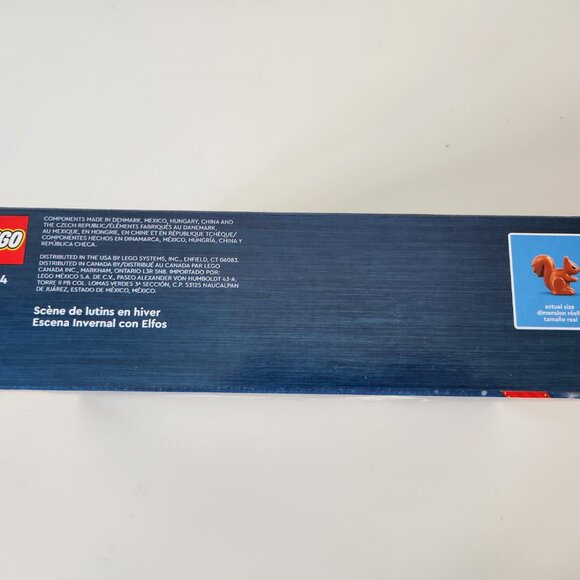 COMPONENTS MADE IN DENMARK, MEXICO, HUNGARY, CHINA AND
THE CZECH REPUBLIC/ÉLÉMENTS FABRIQUÉS AU DANEMARK,
AU MEXIQUE, EN HONGRIE, EN CHINE ET EN RÉPUBLIQUE TCHÈQUE/
COMPONENTES HECHOS EN DINAMARCA, MÉXICO, HUNGRÍA, CHINA Y
REPÚBLICA CHECA.
DISTRIBUTED IN THE USA BY LEGO SYSTEMS, INC., ENFIELD, CT 06083.
DISTRIBUTED IN CANADA BY/DISTRIBUÉ AU CANADA PAR LEGO
CANADA INC., MARKHAM, ONTARIO L3R 5N8. IMPORTADO POR:
LEGO MÉXICO S.A. DE C.V., PASEO ALEXANDER VON HUMBOLDT 43-A,
TORRE II PB COL. LOMAS VERDES 3ª SECCIÓN, C.P. 53125 NAUCALPAN
DE JUÁREZ, ESTADO DE MÉXICO, MÉXICO.
Scène de lutins en hiver
Escena Invernal con Elfos
EGO
4
actual size
dimension réell
tamaño real